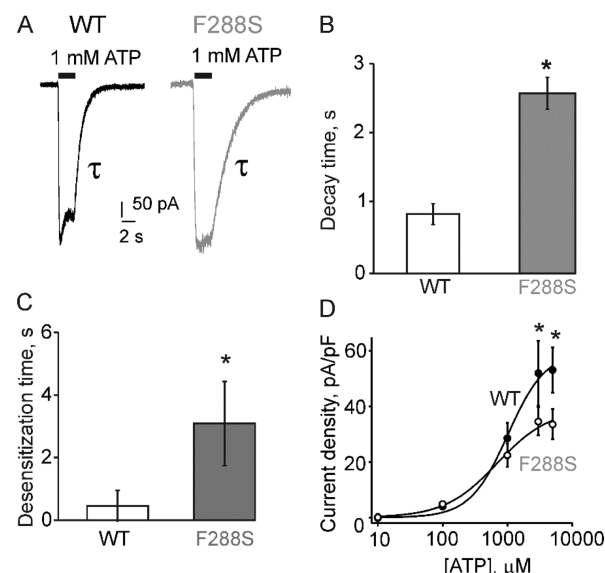 A
WT
F288S
1 mM ATP
1 mM ATP
τ
τ
50 pA
2 s
B
Decay time, s
3
2
1
0
*
WT
F288S
C
Desensitization time, s
6
4
2
0
*
WT
F288S
D
Current density, pA/pF
60
40
20
0
* *
WT
F288S
10 100 1000 10000
[ATP], μM